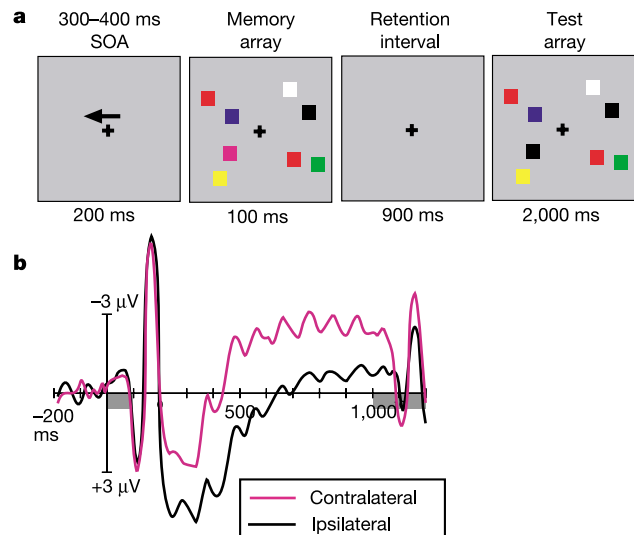 a
300–400 ms
SOA
Memory
array
Retention
interval
Test
array
200 ms
100 ms
900 ms
2,000 ms
b
−3 μV
−200
ms
500
1,000
+3 μV
Contralateral
Ipsilateral